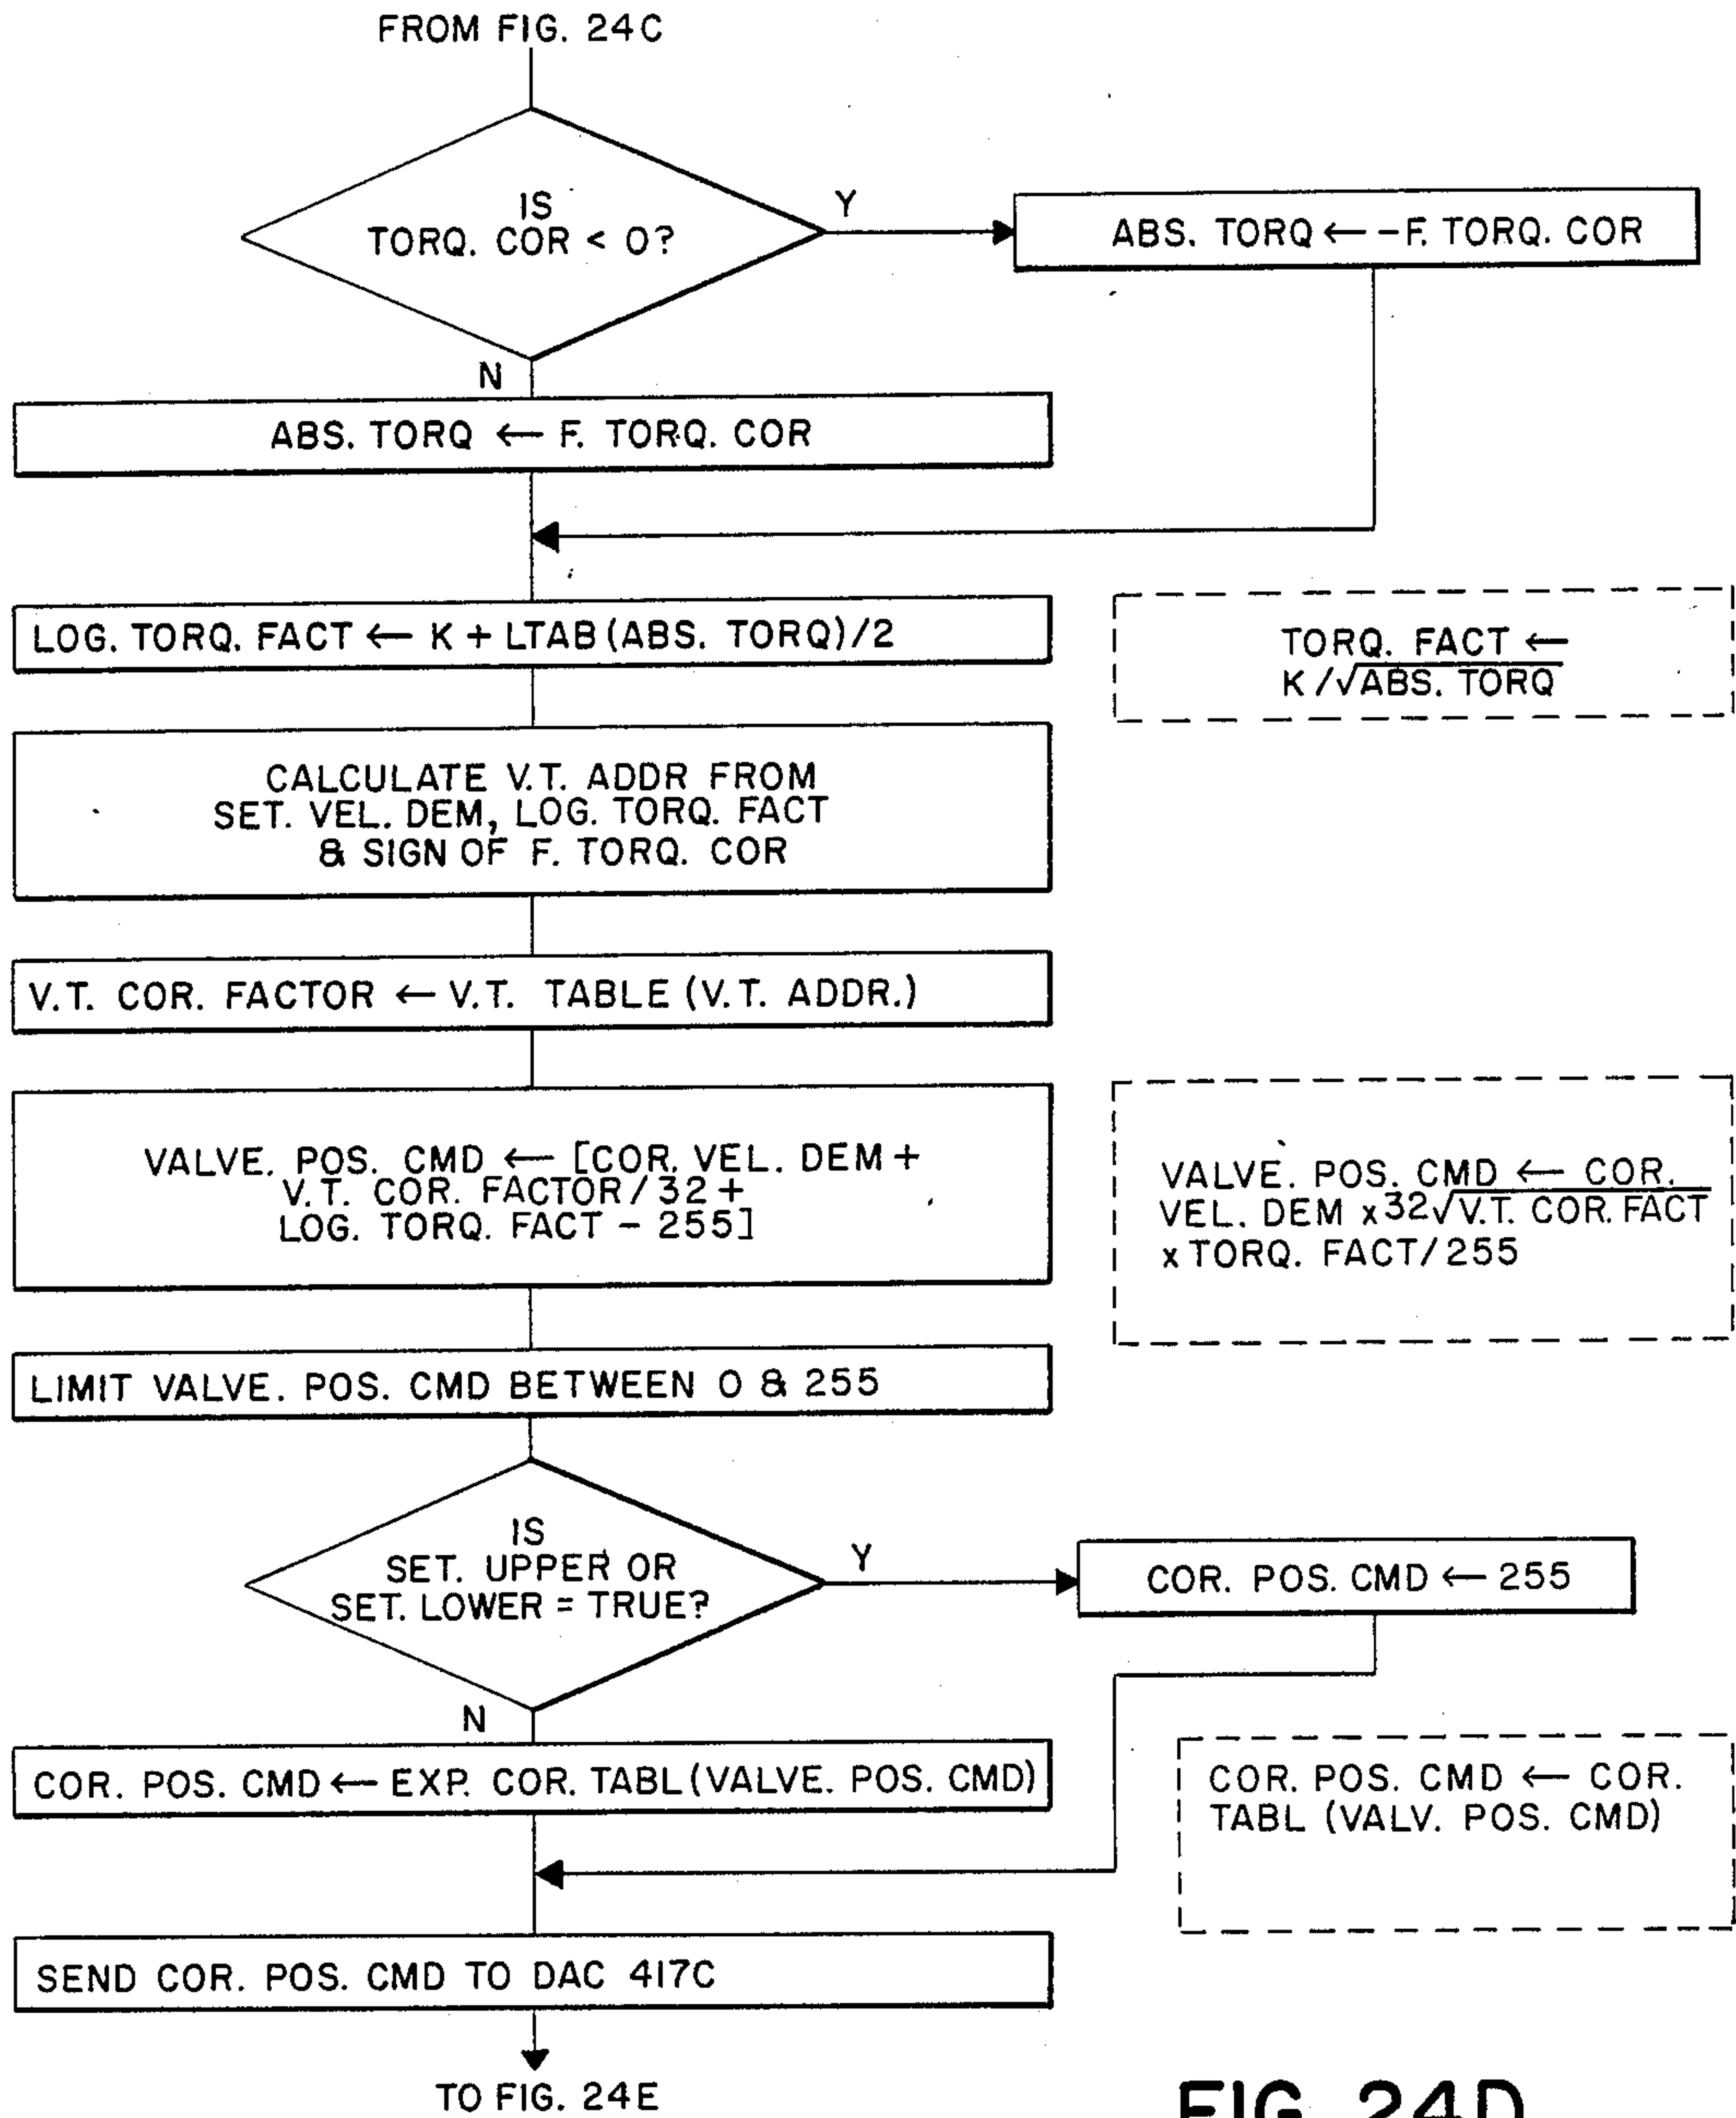 FROM FIG. 24C
IS
TORQ. COR < 0?
Y
ABS. TORQ ← -F. TORQ. COR
N
ABS. TORQ ← F. TORQ. COR
LOG. TORQ. FACT ← K + LTAB (ABS. TORQ)/2
TORQ. FACT ←
K/√ABS. TORQ
CALCULATE V.T. ADDR FROM
SET. VEL. DEM, LOG. TORQ. FACT
& SIGN OF F. TORQ. COR
V.T. COR. FACTOR ← V.T. TABLE (V.T. ADDR.)
VALVE. POS. CMD ← [COR. VEL. DEM +
V.T. COR. FACTOR/32 +
LOG. TORQ. FACT - 255]
VALVE. POS. CMD ← COR.
VEL. DEM x 32√V.T. COR. FACT
x TORQ. FACT/255
LIMIT VALVE. POS. CMD BETWEEN 0 & 255
IS
SET. UPPER OR
SET. LOWER = TRUE?
Y
COR. POS. CMD ← 255
N
COR. POS. CMD ← EXP. COR. TABL (VALVE. POS. CMD)
COR. POS. CMD ← COR.
TABL (VALV. POS. CMD)
SEND COR. POS. CMD TO DAC 417C
TO FIG. 24E
FIG. 24D